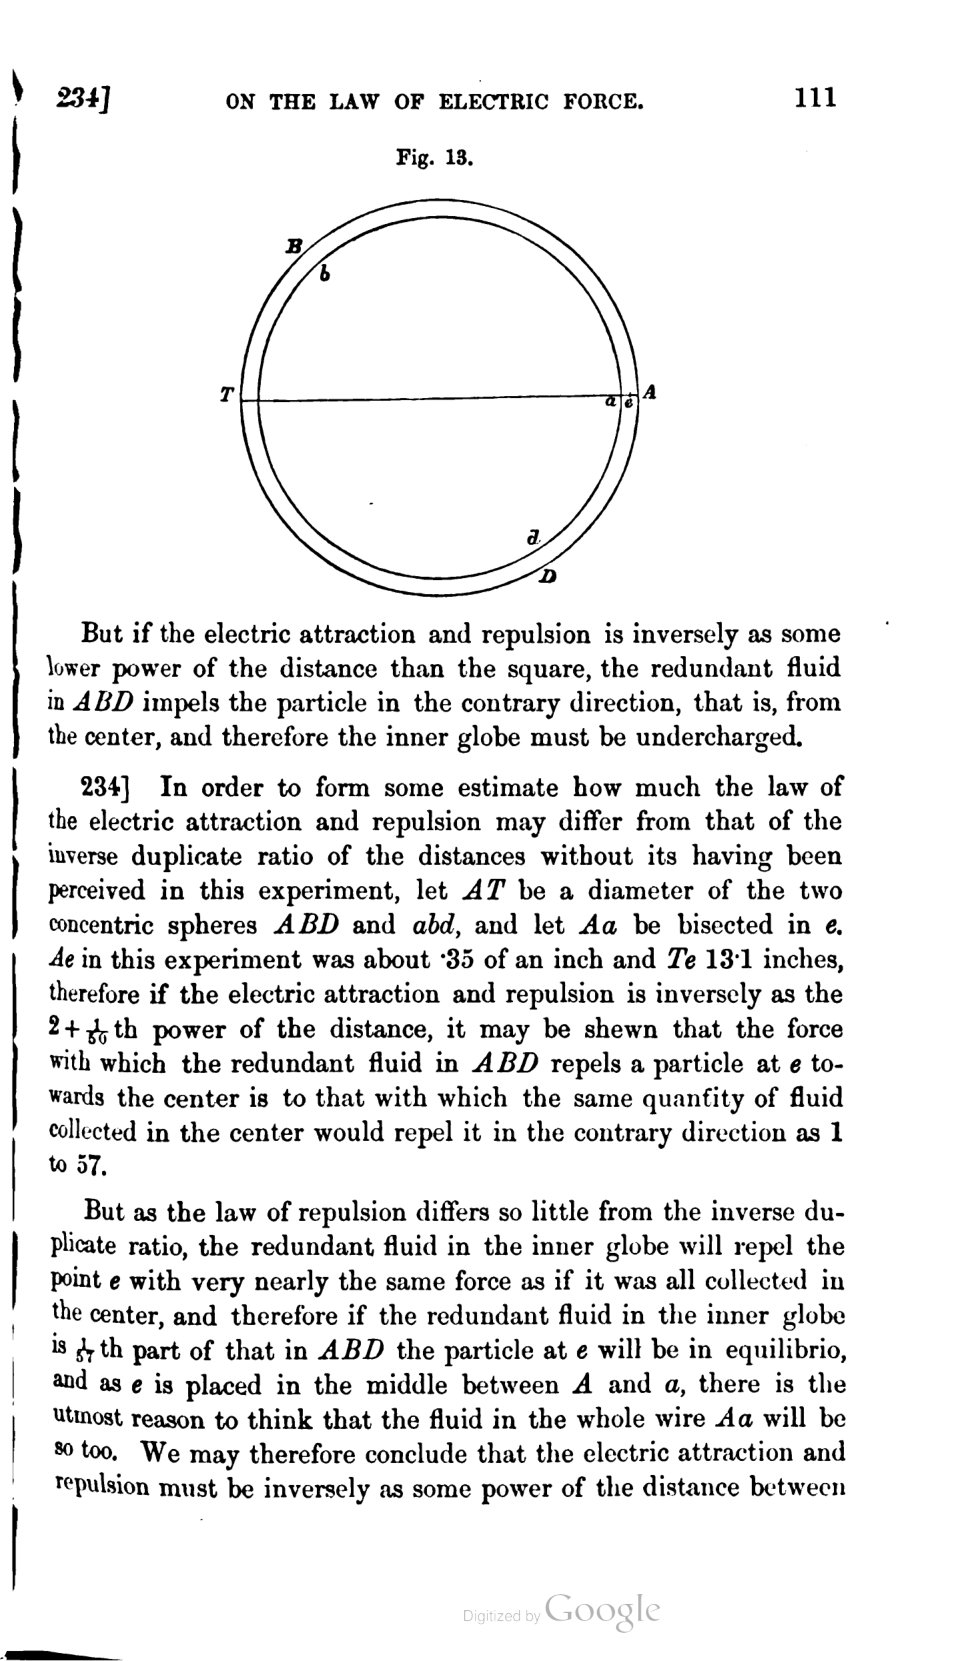 234] ON THE LAW OF ELECTRIC FORCE. 111
Fig. 13.
B
b
T
a e A
d
D
But if the electric attraction and repulsion is inversely as some
lower power of the distance than the square, the redundant fluid
in ABD impels the particle in the contrary direction, that is, from
the center, and therefore the inner globe must be undercharged.
234] In order to form some estimate how much the law of
the electric attraction and repulsion may differ from that of the
inverse duplicate ratio of the distances without its having been
perceived in this experiment, let AT be a diameter of the two
concentric spheres ABD and abd, and let Aa be bisected in e.
Ae in this experiment was about ·35 of an inch and Te 13·1 inches,
therefore if the electric attraction and repulsion is inversely as the
2 + 1/50 th power of the distance, it may be shewn that the force
with which the redundant fluid in ABD repels a particle at e to-
wards the center is to that with which the same quantity of fluid
collected in the center would repel it in the contrary direction as 1
to 57.
But as the law of repulsion differs so little from the inverse du-
plicate ratio, the redundant fluid in the inner globe will repel the
point e with very nearly the same force as if it was all collected in
the center, and therefore if the redundant fluid in the inner globe
is 1/57 th part of that in ABD the particle at e will be in equilibrio,
and as e is placed in the middle between A and a, there is the
utmost reason to think that the fluid in the whole wire Aa will be
so too. We may therefore conclude that the electric attraction and
repulsion must be inversely as some power of the distance between
Digitized by Google